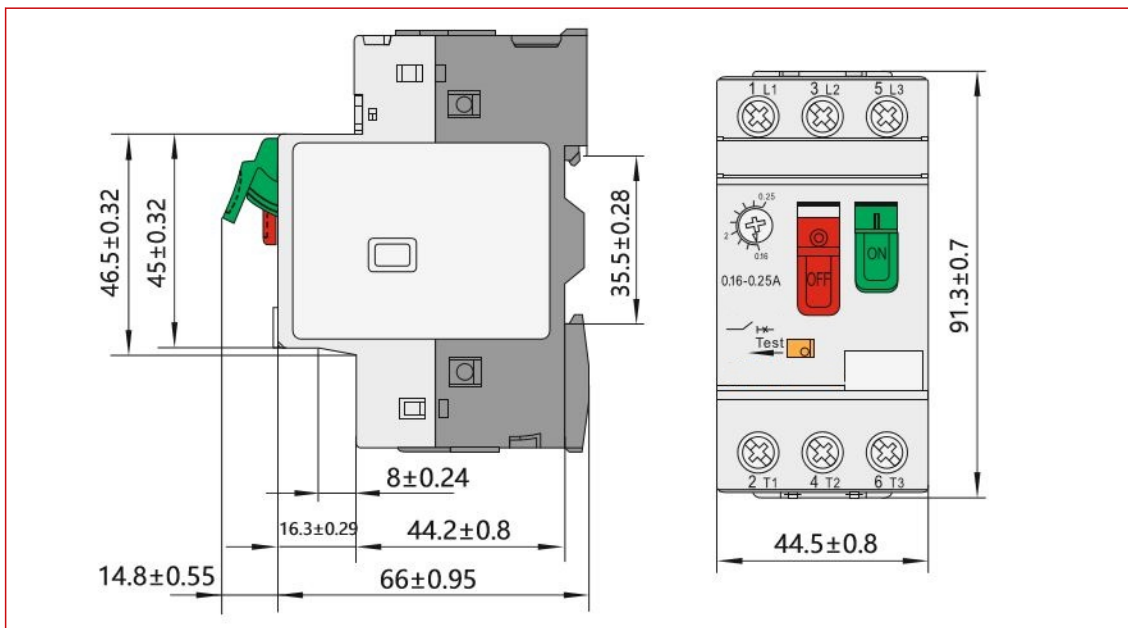 46.5±0.32
45±0.32
35.5±0.28
8±0.24
16.3±0.29
44.2±0.8
14.8±0.55
66±0.95
1 L1 3 L2 5 L3
0.25
2
0.16
0.16-0.25A
OFF
ON
Test
2 T1 4 T2 6 T3
91.3±0.7
44.5±0.8